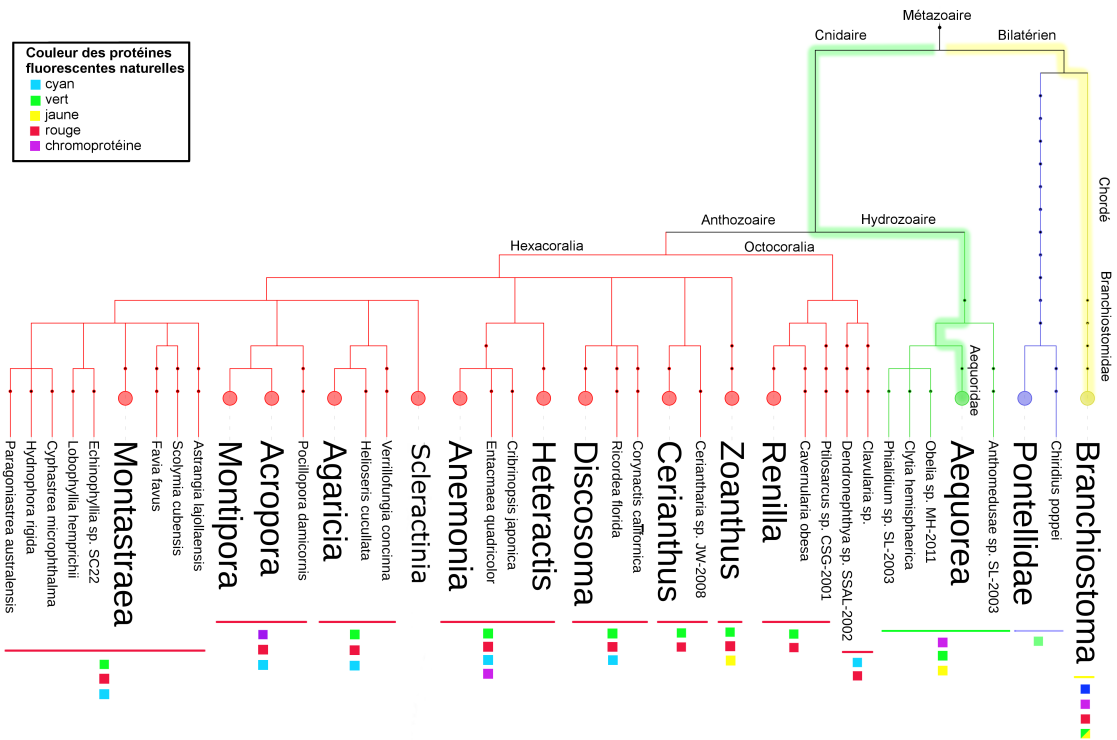 Métazoaire
Cnidaire
Bilatérien
Couleur des protéines
fluorescentes naturelles
cyan
vert
jaune
rouge
chromoprotéine
Chordé
Anthozoaire
Hydrozoaire
Hexacoralia
Octocoralia
Branchiostomidae
Aequoridae
Paragoniastrea australensis
Hydnophora rigida
Cyphastrea microphthalma
Lobophyllia hemprichii
Echinophyllia sp. SC22
Montastraea
Favia favus
Scolymia cubensis
Astrangia lajollaensis
Montipora
Acropora
Pocillopora damicornis
Agaricia
Helioseris cucullata
Verrillofungia concinna
Scleractinia
Anemonia
Entacmaea quadricolor
Cribrinopsis japonica
Heteractis
Discosoma
Ricordea florida
Corynactis californica
Cerianthus
Ceriantharia sp. JW-2008
Zoanthus
Renilla
Cavernularia obesa
Ptilosarcus sp. CSG-2001
Dendronephthya sp. SSAL-2002
Clavularia sp.
Phialidium sp. SL-2003
Clytia hemisphaerica
Obelia sp. MH-2011
Aequorea
Anthomedusae sp. SL-2003
Pontellidae
Chiridius poppei
Branchiostoma